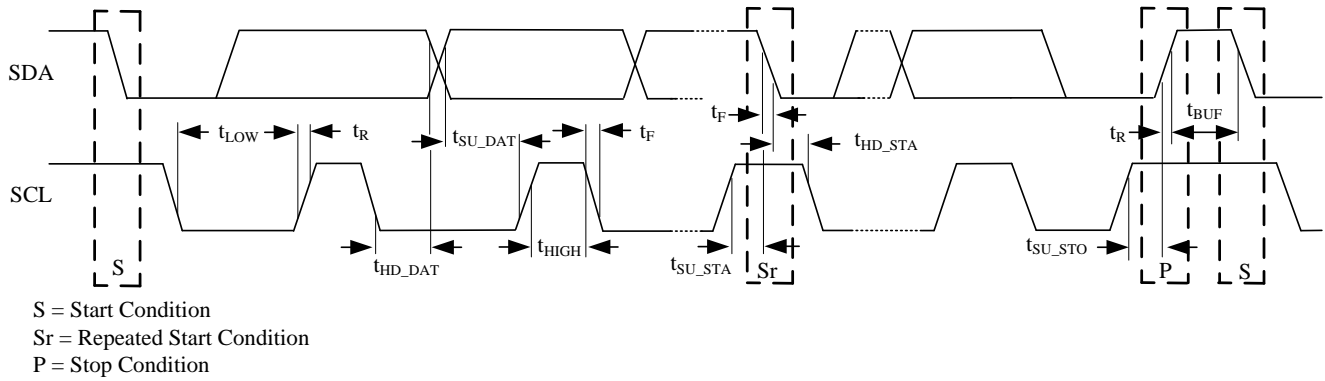 SDA
t_F
t_BUF
t_LOW
t_R
t_SU_DAT
t_F
t_R
t_HD_STA
SCL
t_HD_DAT
t_HIGH
t_SU_STA
t_SU_STO
S
Sr
P
S
S = Start Condition
Sr = Repeated Start Condition
P = Stop Condition